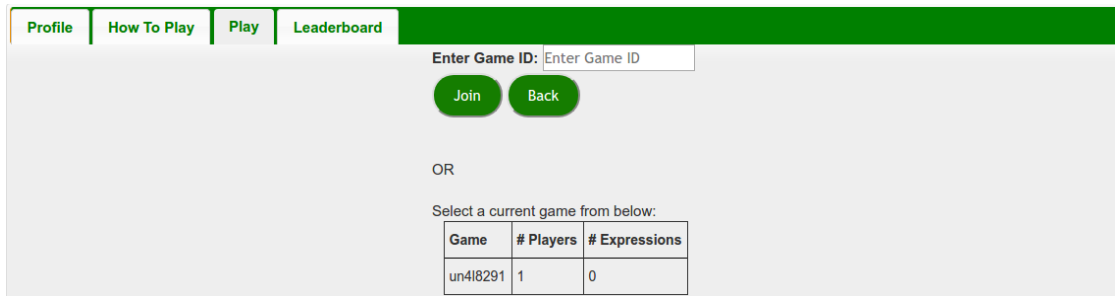 Profile How To Play Play Leaderboard
Enter Game ID: Enter Game ID
Join Back
OR
Select a current game from below:
Game # Players # Expressions
un4l8291 1 0